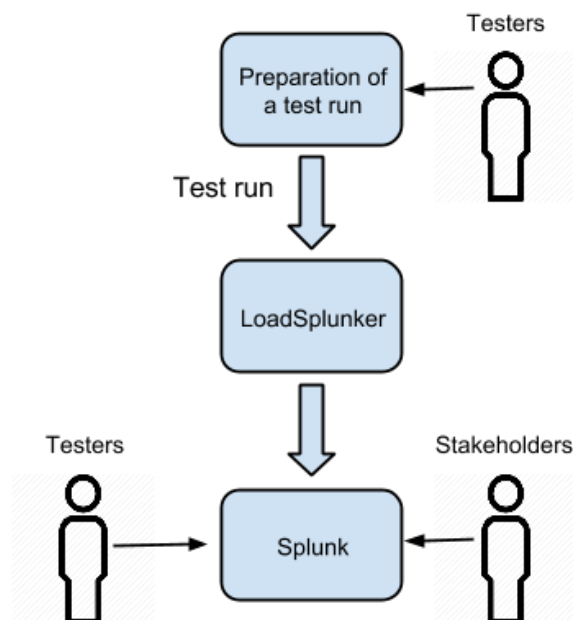 Testers
Preparation of
a test run
Test run
LoadSplunker
Testers
Stakeholders
Splunk